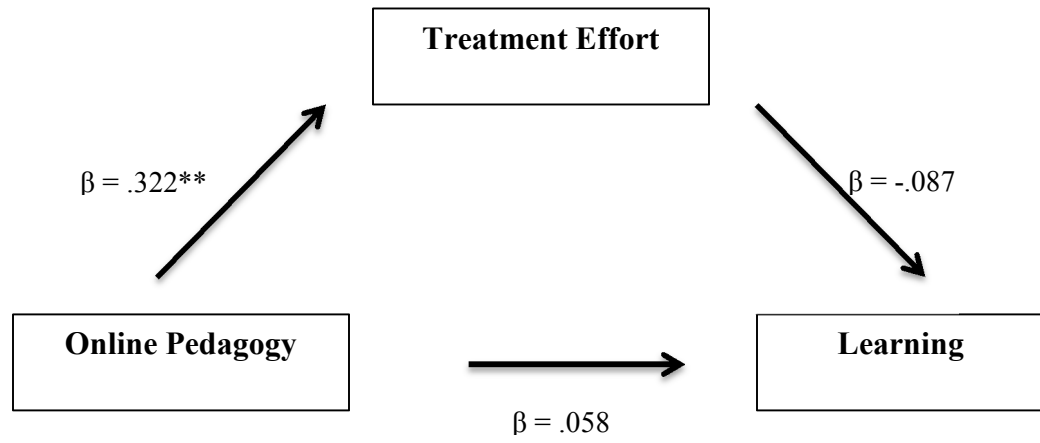 Treatment Effort
β = .322**
β = -.087
Online Pedagogy
Learning
β = .058